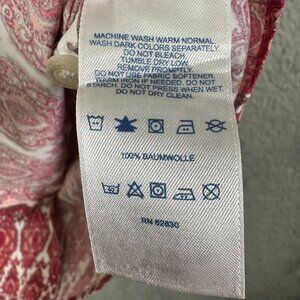 MACHINE WASH WARM NORMAL
WASH DARK COLORS SEPARATELY.
DO NOT BLEACH.
TUMBLE DRY LOW.
REMOVE PROMPTLY.
DO NOT USE FABRIC SOFTENER.
WARM IRON IF NEEDED. DO NOT
STARCH. DO NOT PRESS WHEN WET.
DO NOT DRY CLEAN.
100% BAUMWOLLE
RN 62830